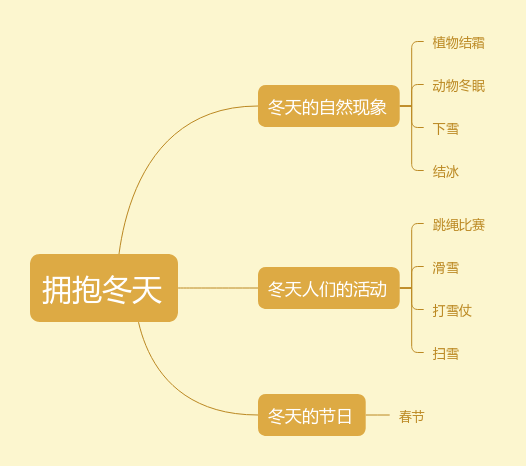 拥抱冬天
冬天的自然现象
植物结霜
动物冬眠
下雪
结冰
冬天人们的活动
跳绳比赛
滑雪
打雪仗
扫雪
冬天的节日
春节